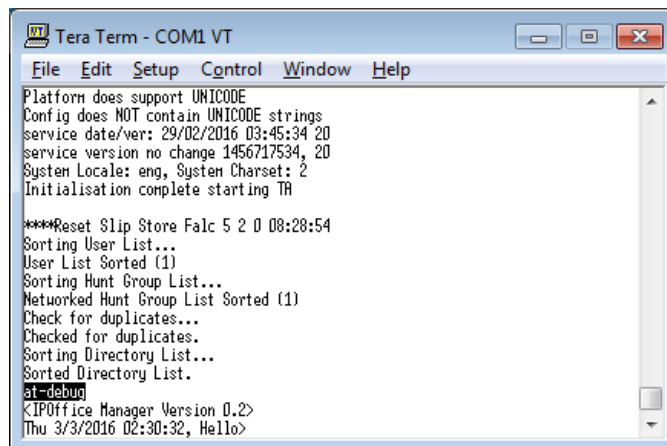 Tera Term - COM1 VT
File Edit Setup Control Window Help
Platform does support UNICODE
Config does NOT contain UNICODE strings
service date/ver: 29/02/2016 03:45:34 20
service version no change 1456717534, 20
System Locale: eng, System Charset: 2
Initialisation complete starting TA
****Reset Slip Store Falc 5 2 0 08:28:54
Sorting User List...
User List Sorted (1)
Sorting Hunt Group List...
Networked Hunt Group List Sorted (1)
Check for duplicates...
Checked for duplicates.
Sorting Directory List...
Sorted Directory List.
at-debug
<IPOffice Manager Version 0.2>
Thu 3/3/2016 02:30:32, Hello>